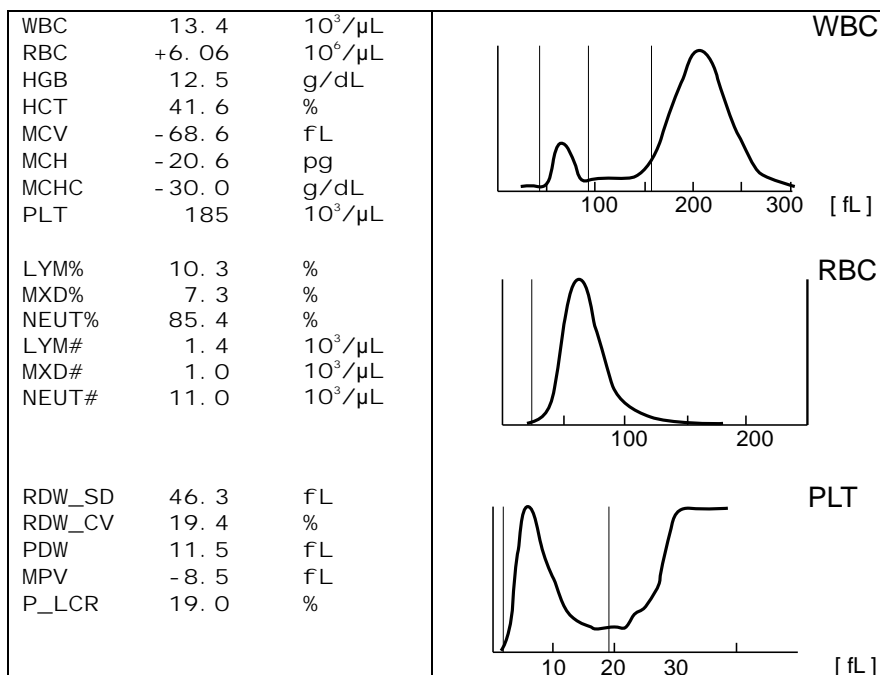 WBC 13.4 10³/µL
RBC +6.06 10⁶/µL
HGB 12.5 g/dL
HCT 41.6 %
MCV -68.6 fL
MCH -20.6 pg
MCHC -30.0 g/dL
PLT 185 10³/µL
LYM% 10.3 %
MXD% 7.3 %
NEUT% 85.4 %
LYM# 1.4 10³/µL
MXD# 1.0 10³/µL
NEUT# 11.0 10³/µL
RDW_SD 46.3 fL
RDW_CV 19.4 %
PDW 11.5 fL
MPV -8.5 fL
P_LCR 19.0 %
WBC
100 200 300 [fL]
RBC
100 200
PLT
10 20 30 [fL]